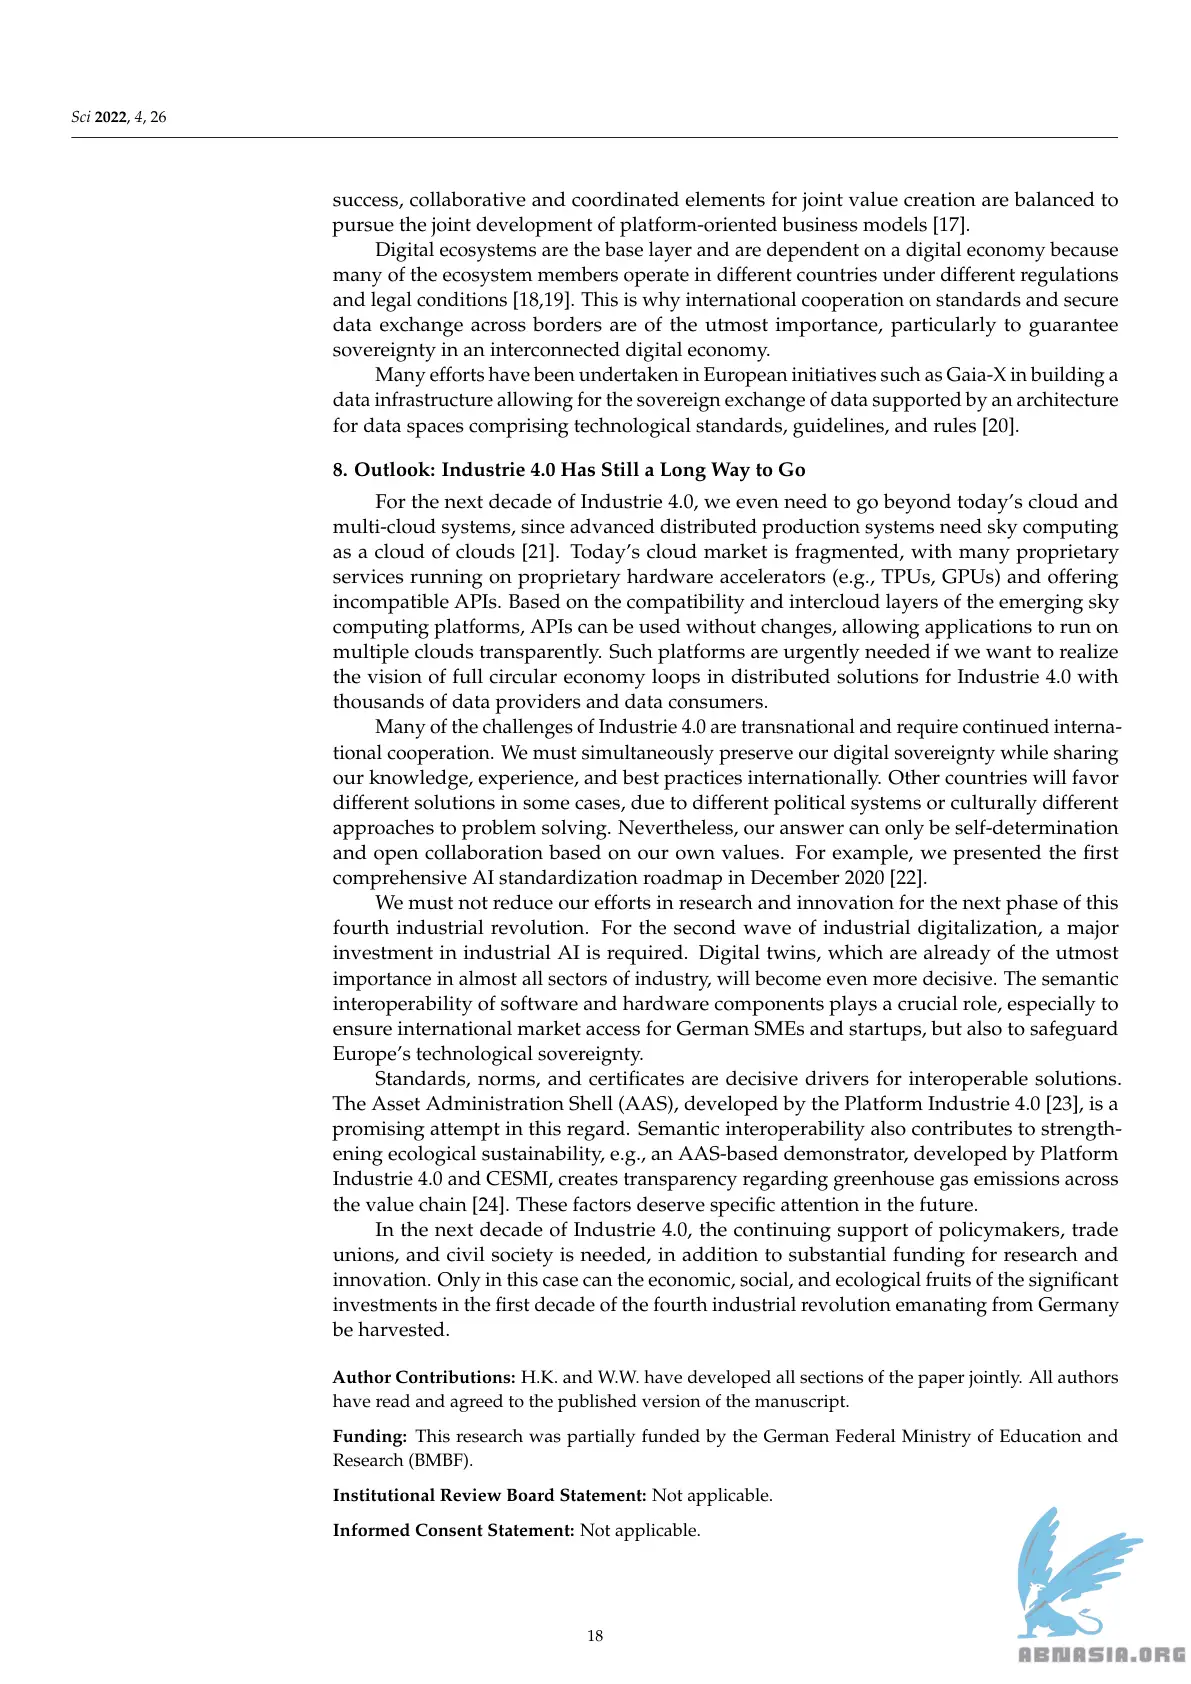 Sci 2022, 4, 26
success, collaborative and coordinated elements for joint value creation are balanced to
pursue the joint development of platform-oriented business models [17].
Digital ecosystems are the base layer and are dependent on a digital economy because
many of the ecosystem members operate in different countries under different regulations
and legal conditions [18,19]. This is why international cooperation on standards and secure
data exchange across borders are of the utmost importance, particularly to guarantee
sovereignty in an interconnected digital economy.
Many efforts have been undertaken in European initiatives such as Gaia-X in building a
data infrastructure allowing for the sovereign exchange of data supported by an architecture
for data spaces comprising technological standards, guidelines, and rules [20].
8. Outlook: Industrie 4.0 Has Still a Long Way to Go
For the next decade of Industrie 4.0, we even need to go beyond today's cloud and
multi-cloud systems, since advanced distributed production systems need sky computing
as a cloud of clouds [21]. Today's cloud market is fragmented, with many proprietary
services running on proprietary hardware accelerators (e.g., TPUs, GPUs) and offering
incompatible APIs. Based on the compatibility and intercloud layers of the emerging sky
computing platforms, APIs can be used without changes, allowing applications to run on
multiple clouds transparently. Such platforms are urgently needed if we want to realize
the vision of full circular economy loops in distributed solutions for Industrie 4.0 with
thousands of data providers and data consumers.
Many of the challenges of Industrie 4.0 are transnational and require continued interna-
tional cooperation. We must simultaneously preserve our digital sovereignty while sharing
our knowledge, experience, and best practices internationally. Other countries will favor
different solutions in some cases, due to different political systems or culturally different
approaches to problem solving. Nevertheless, our answer can only be self-determination
and open collaboration based on our own values. For example, we presented the first
comprehensive AI standardization roadmap in December 2020 [22].
We must not reduce our efforts in research and innovation for the next phase of this
fourth industrial revolution. For the second wave of industrial digitalization, a major
investment in industrial AI is required. Digital twins, which are already of the utmost
importance in almost all sectors of industry, will become even more decisive. The semantic
interoperability of software and hardware components plays a crucial role, especially to
ensure international market access for German SMEs and startups, but also to safeguard
Europe's technological sovereignty.
Standards, norms, and certificates are decisive drivers for interoperable solutions.
The Asset Administration Shell (AAS), developed by the Platform Industrie 4.0 [23], is a
promising attempt in this regard. Semantic interoperability also contributes to strength-
ening ecological sustainability, e.g., an AAS-based demonstrator, developed by Platform
Industrie 4.0 and CESMI, creates transparency regarding greenhouse gas emissions across
the value chain [24]. These factors deserve specific attention in the future.
In the next decade of Industrie 4.0, the continuing support of policymakers, trade
unions, and civil society is needed, in addition to substantial funding for research and
innovation. Only in this case can the economic, social, and ecological fruits of the significant
investments in the first decade of the fourth industrial revolution emanating from Germany
be harvested.
Author Contributions: H.K. and W.W. have developed all sections of the paper jointly. All authors
have read and agreed to the published version of the manuscript.
Funding: This research was partially funded by the German Federal Ministry of Education and
Research (BMBF).
Institutional Review Board Statement: Not applicable.
Informed Consent Statement: Not applicable.
18
ABNASIA.ORG